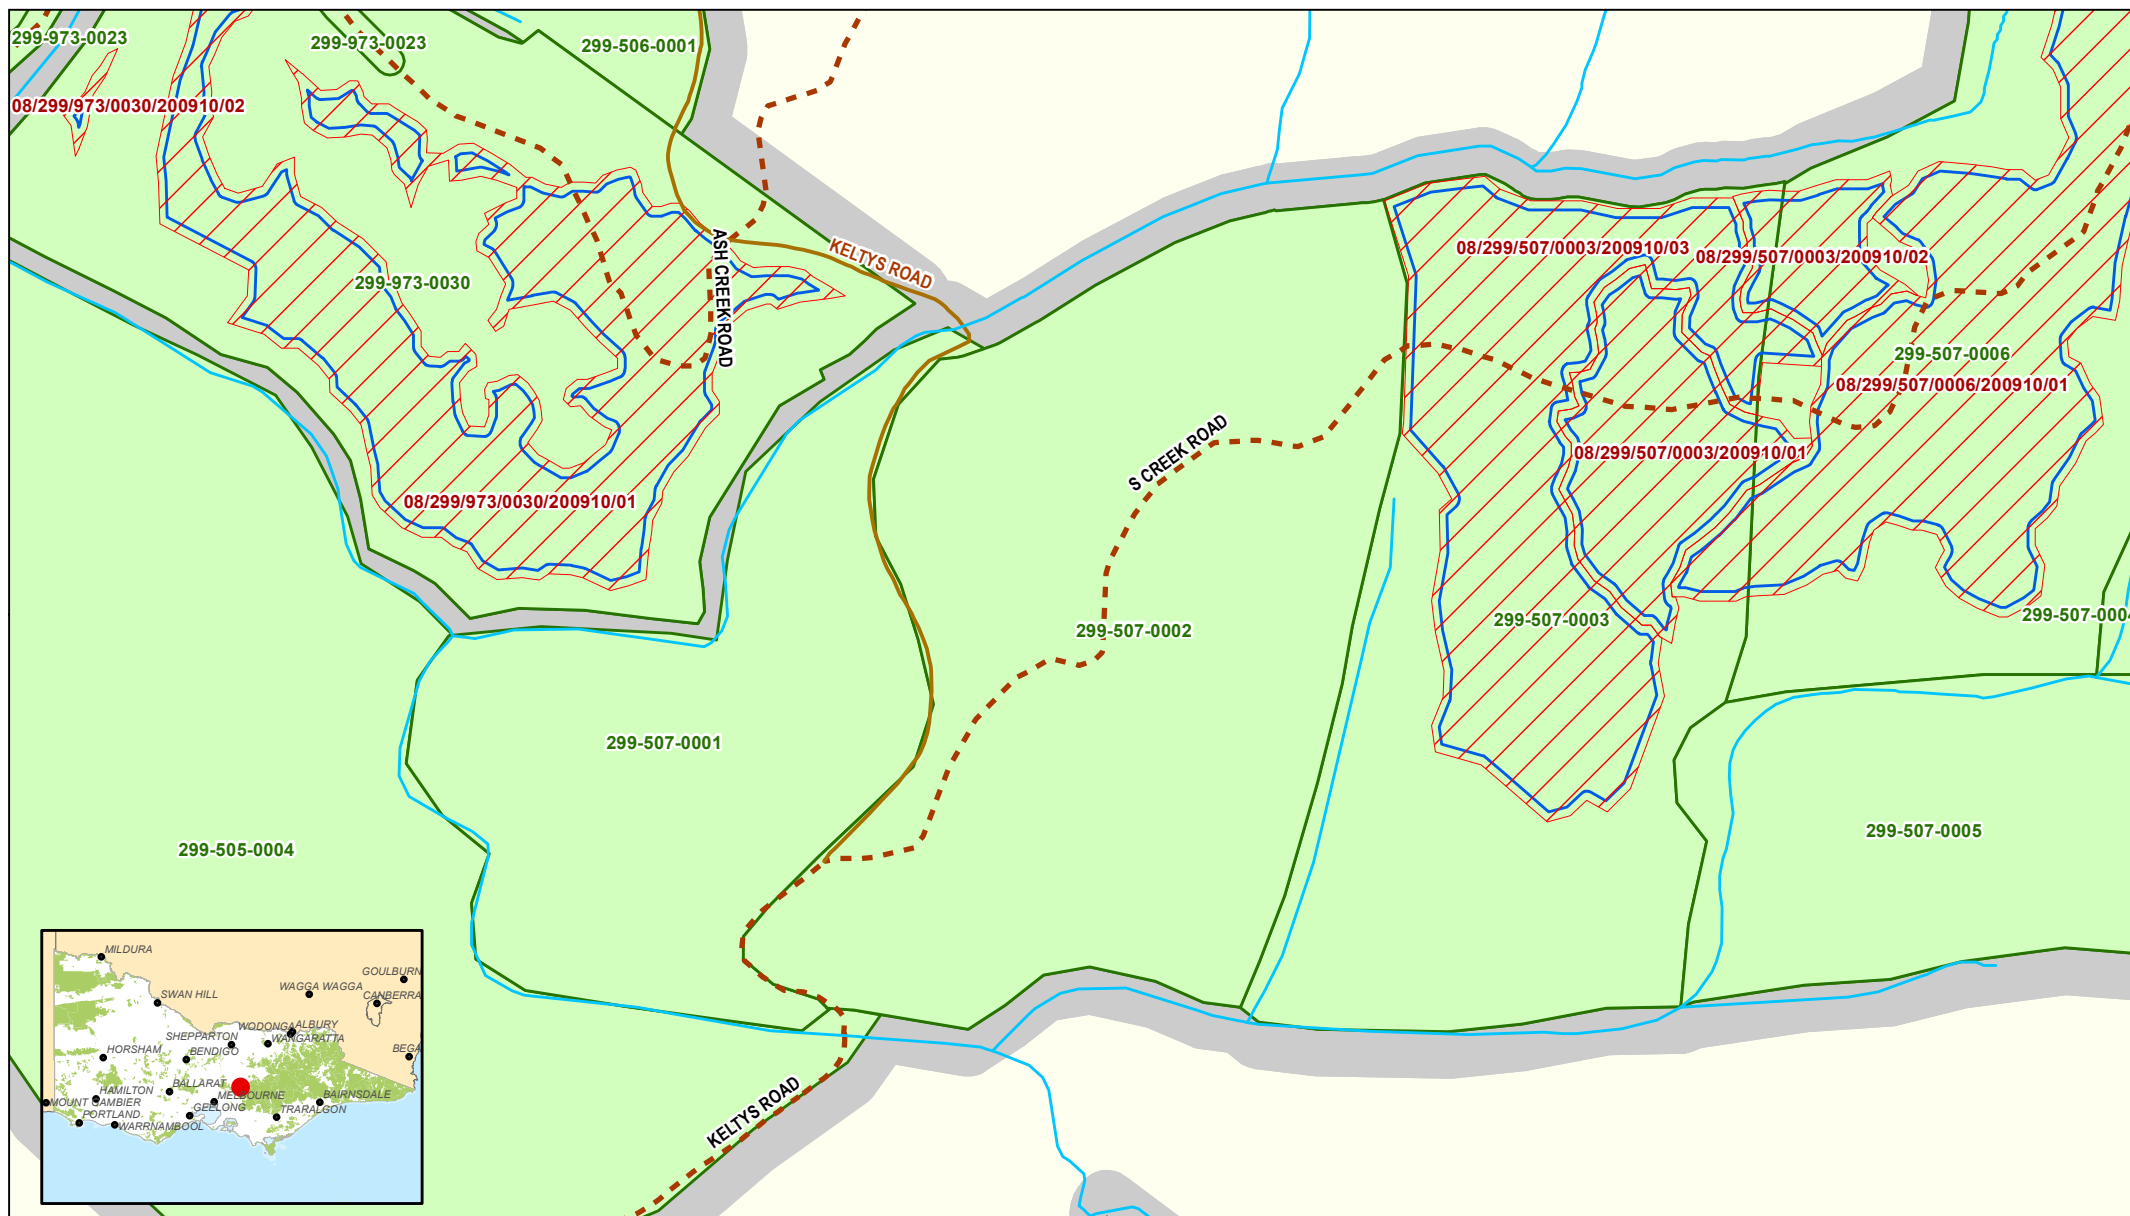 299-973-0023
299-973-0023
299-506-0001
08/299/973/0030/200910/02
ASH CREEK ROAD
KELTYS ROAD
299-973-0030
08/299/507/0003/200910/03
08/299/507/0003/200910/02
299-507-0006
08/299/507/0006/200910/01
S CREEK ROAD
08/299/507/0003/200910/01
08/299/973/0030/200910/01
299-507-0002
299-507-0003
299-507-0004
299-507-0001
299-505-0004
299-507-0005
KELTYS ROAD
MILDURA
GOULBURN
WAGGA WAGGA
SWAN HILL
CANBERRA
WODONGA
ALBURY
SHEPPARTON
WANGARATTA
HORSHAM
BENDIGO
BEGA
BALLARAT
HAMILTON
MELBOURNE
BAIRNSDALE
MOUNT GAMBIER
GEELONG
TRARALGON
PORTLAND
WARRNAMBOOL